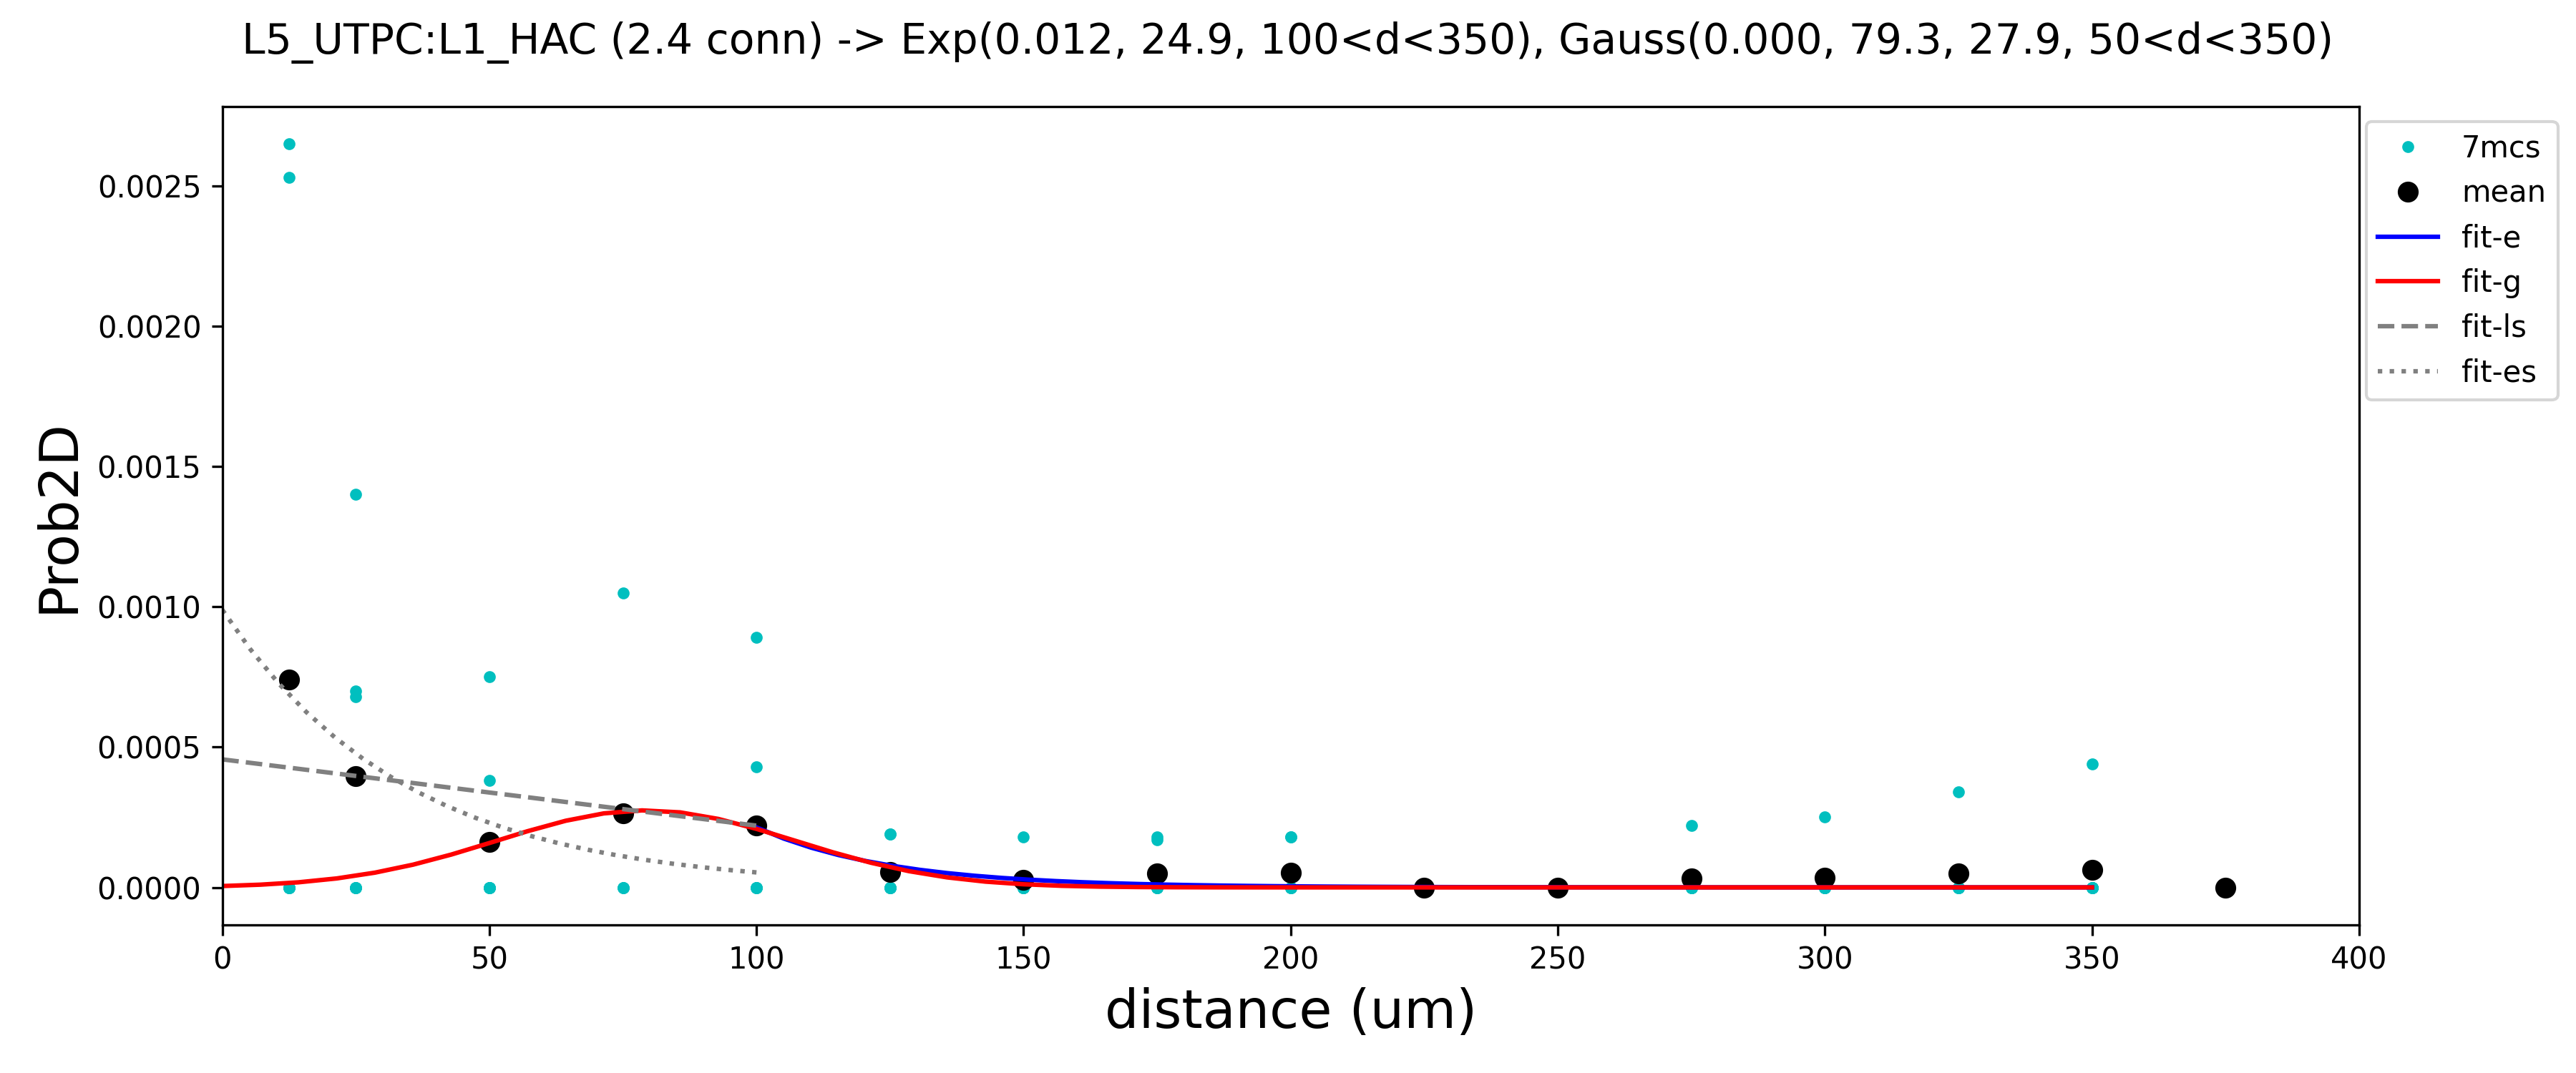 L5_UTPC:L1_HAC (2.4 conn) -> Exp(0.012, 24.9, 100<d<350), Gauss(0.000, 79.3, 27.9, 50<d<350)
7mcs
mean
fit-e
fit-g
fit-ls
fit-es
Prob2D
0.0025
0.0020
0.0015
0.0010
0.0005
0.0000
0 50 100 150 200 250 300 350 400
distance (um)